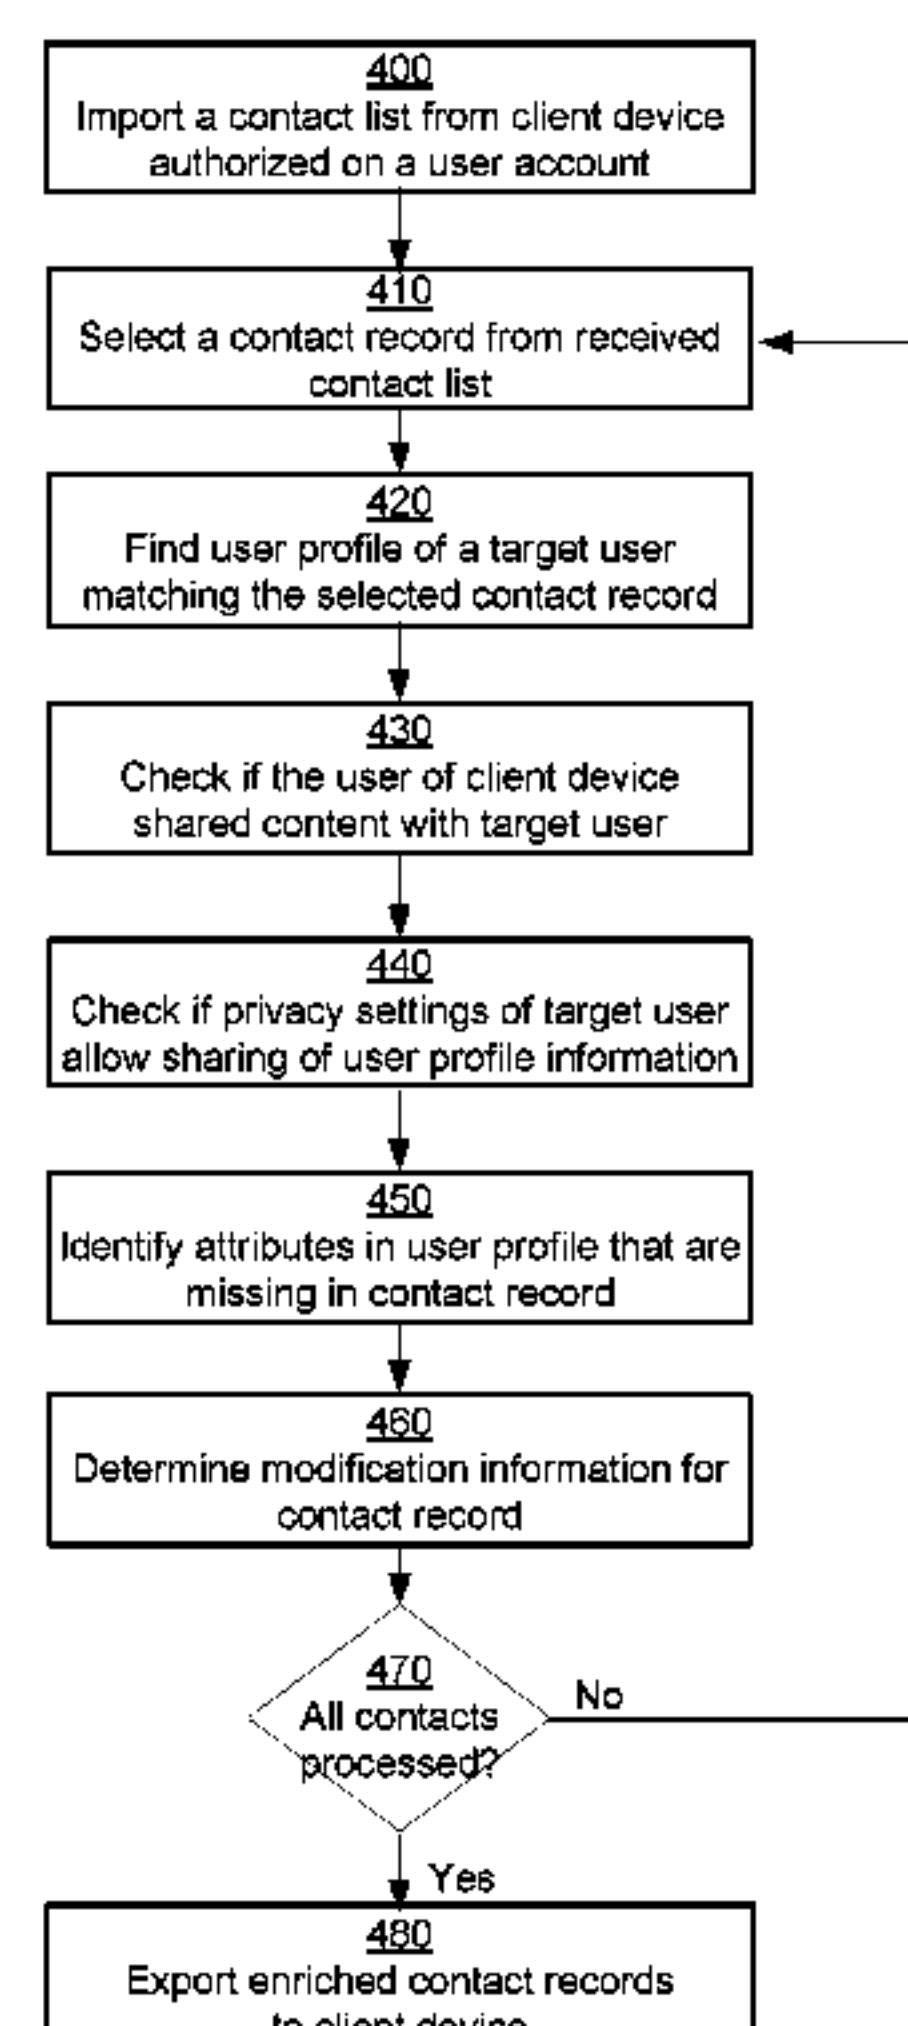 400
Import a contact list from client device
authorized on a user account
410
Select a contact record from received
contact list
420
Find user profile of a target user
matching the selected contact record
430
Check if the user of client device
shared content with target user
440
Check if privacy settings of target user
allow sharing of user profile information
450
Identify attributes in user profile that are
missing in contact record
460
Determine modification information for
contact record
470
All contacts
processed?
No
Yes
480
Export enriched contact records
to client device